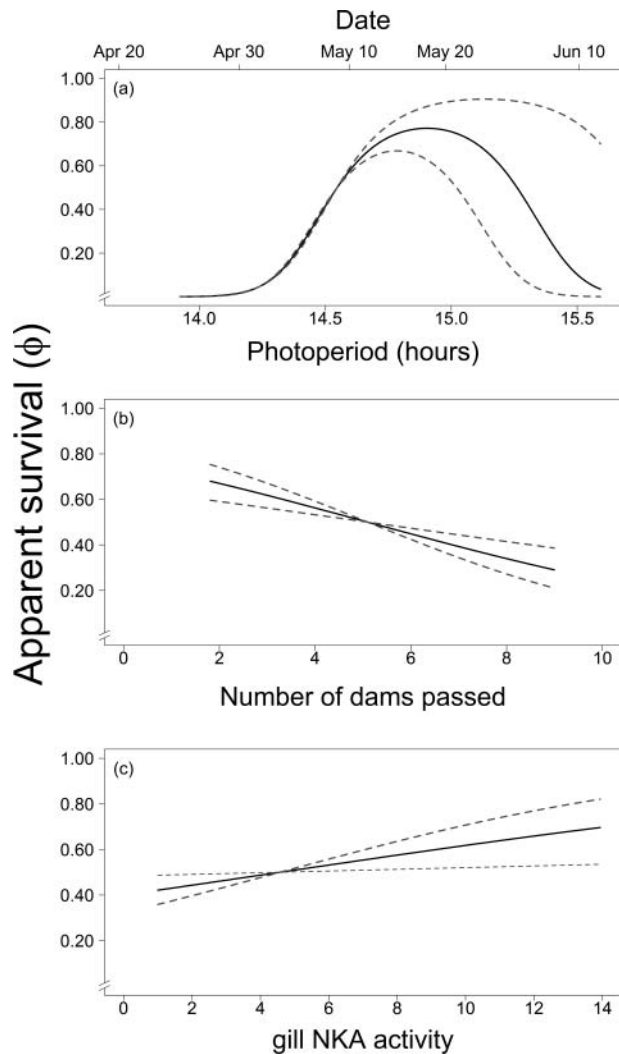 Date
Apr 20 Apr 30 May 10 May 20 Jun 10
(a)
1.00
0.80
0.60
0.40
0.20
14.0 14.5 15.0 15.5
Photoperiod (hours)
Apparent survival (ϕ)
(b)
1.00
0.80
0.60
0.40
0.20
0 2 4 6 8 10
Number of dams passed
(c)
1.00
0.80
0.60
0.40
0.20
0 2 4 6 8 10 12 14
gill NKA activity